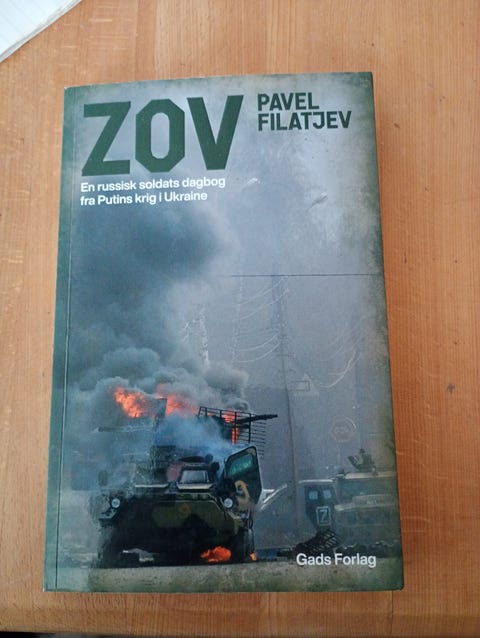 ZOV
PAVEL
FILATJEV
En russisk soldats dagbog
fra Putins krig i Ukraine
Z
Gads Forlag